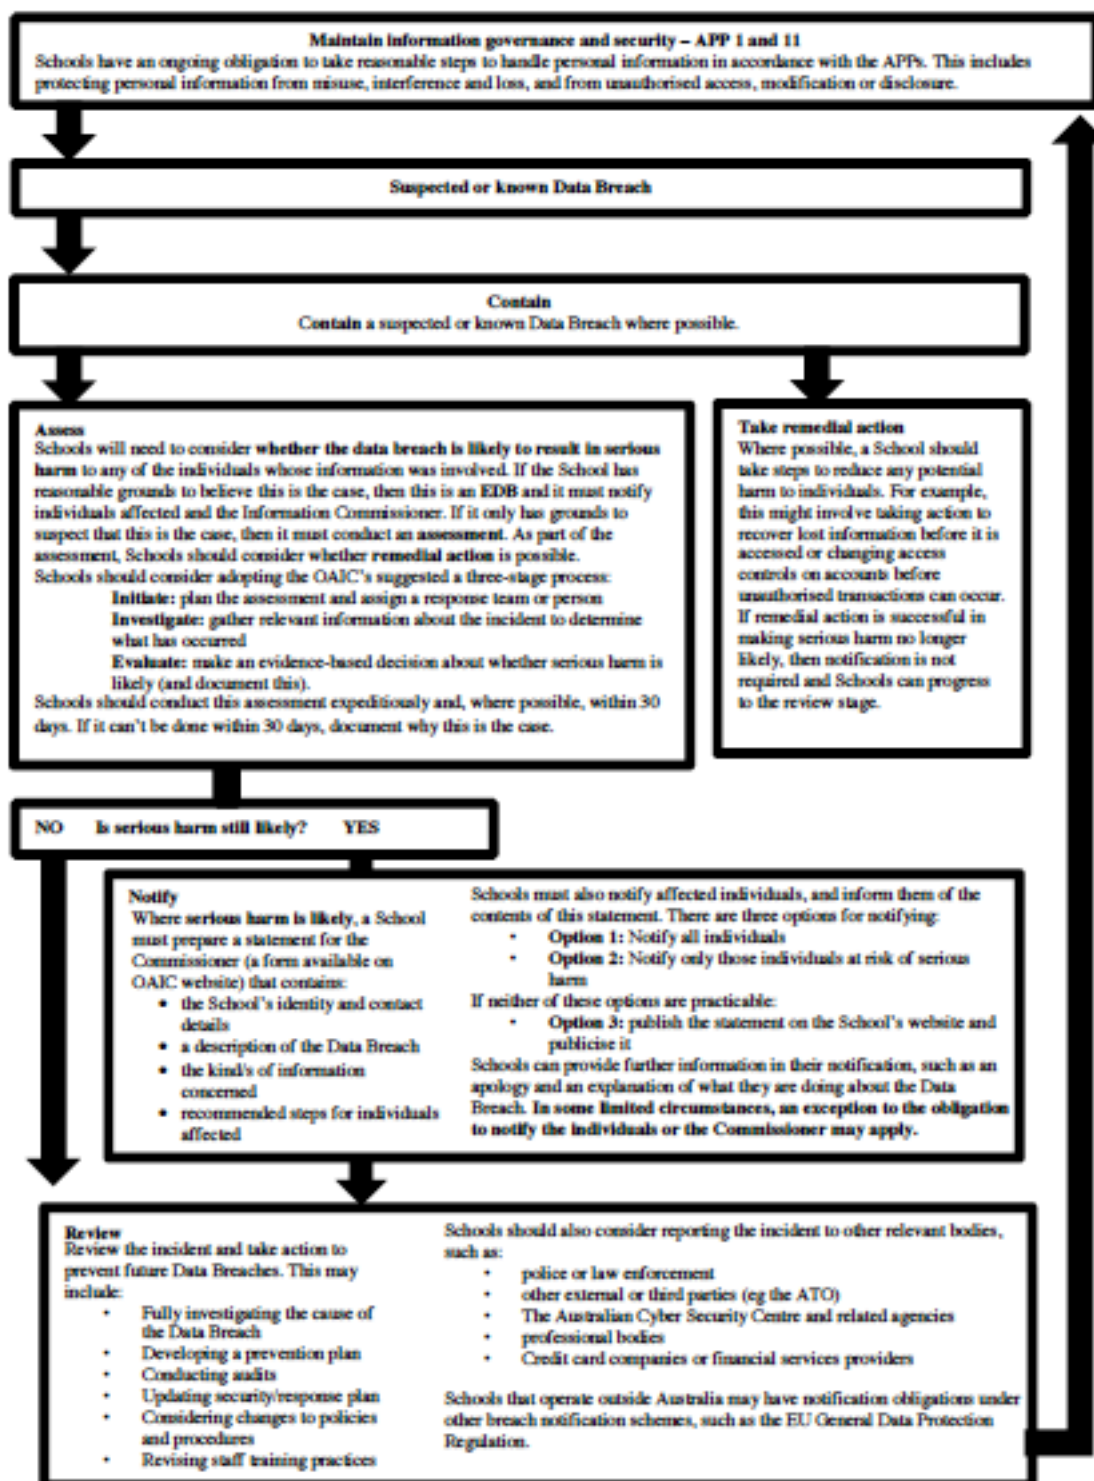 Maintain information governance and security – APP 1 and 11
Schools have an ongoing obligation to take reasonable steps to handle personal information in accordance with the APPs. This includes
protecting personal information from misuse, interference and loss, and from unauthorised access, modification or disclosure.
Suspected or known Data Breach
Contain
Contain a suspected or known Data Breach where possible.
Assess
Schools will need to consider whether the data breach is likely to result in serious
harm to any of the individuals whose information was involved. If the School has
reasonable grounds to believe this is the case, then this is an EDB and it must notify
individuals affected and the Information Commissioner. If it only has grounds to
suspect that this is the case, then it must conduct an assessment. As part of the
assessment, Schools should consider whether remedial action is possible.
Schools should consider adopting the OAIC's suggested a three-stage process:
Initiate: plan the assessment and assign a response team or person
Investigate: gather relevant information about the incident to determine
what has occurred
Evaluate: make an evidence-based decision about whether serious harm is
likely (and document this).
Schools should conduct this assessment expeditiously and, where possible, within 30
days. If it can't be done within 30 days, document why this is the case.
Take remedial action
Where possible, a School should
take steps to reduce any potential
harm to individuals. For example,
this might involve taking action to
recover lost information before it is
accessed or changing access
controls on accounts before
unauthorised transactions can occur.
If remedial action is successful in
making serious harm no longer
likely, then notification is not
required and Schools can progress
to the review stage.
NO Is serious harm still likely? YES
Notify
Where serious harm is likely, a School
must prepare a statement for the
Commissioner (a form available on
OAIC website) that contains:
• the School's identity and contact
details
• a description of the Data Breach
• the kind/s of information
concerned
• recommended steps for individuals
affected
Schools must also notify affected individuals, and inform them of the
contents of this statement. There are three options for notifying:
• Option 1: Notify all individuals
• Option 2: Notify only those individuals at risk of serious
harm
If neither of these options are practicable:
• Option 3: publish the statement on the School's website and
publicise it
Schools can provide further information in their notification, such as an
apology and an explanation of what they are doing about the Data
Breach. In some limited circumstances, an exception to the obligation
to notify the individuals or the Commissioner may apply.
Review
Review the incident and take action to
prevent future Data Breaches. This may
include:
• Fully investigating the cause of
the Data Breach
• Developing a prevention plan
• Conducting audits
• Updating security/response plan
• Considering changes to policies
and procedures
• Revising staff training practices
Schools should also consider reporting the incident to other relevant bodies,
such as:
• police or law enforcement
• other external or third parties (eg the ATO)
• The Australian Cyber Security Centre and related agencies
• professional bodies
• Credit card companies or financial services providers
Schools that operate outside Australia may have notification obligations under
other breach notification schemes, such as the EU General Data Protection
Regulation.